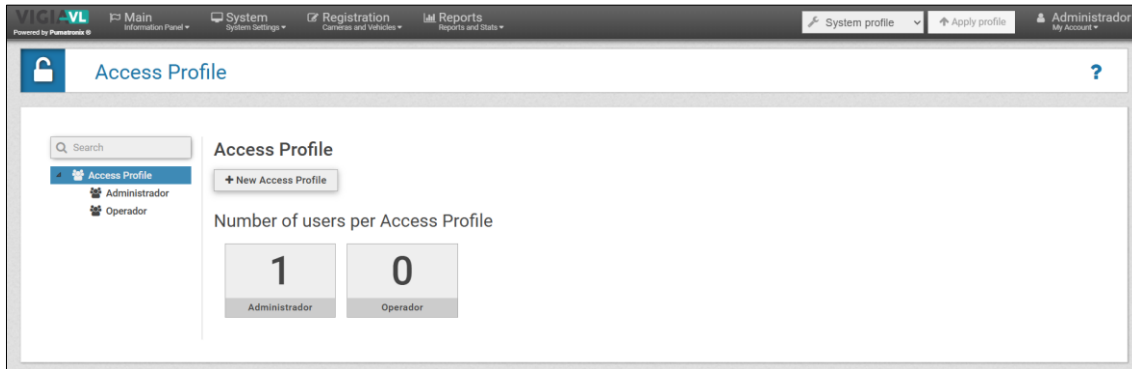 VIGIA-VL
Powered by Pumatronix ®
Main
Information Panel
System
System Settings
Registration
Cameras and Vehicles
Reports
Reports and Stats
System profile
Apply profile
Administrador
My Account
Access Profile
?
Search
Access Profile
Administrador
Operador
Access Profile
+ New Access Profile
Number of users per Access Profile
1
Administrador
0
Operador